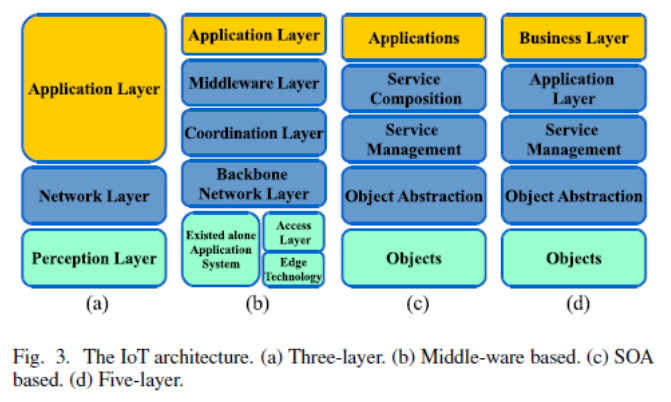 Application Layer
Network Layer
Perception Layer
(a)
Application Layer
Middleware Layer
Coordination Layer
Backbone
Network Layer
Existed alone
Application
System
Access
Layer
Edge
Technology
(b)
Applications
Service
Composition
Service
Management
Object Abstraction
Objects
(c)
Business Layer
Application
Layer
Service
Management
Object Abstraction
Objects
(d)
Fig. 3. The IoT architecture. (a) Three-layer. (b) Middle-ware based. (c) SOA
based. (d) Five-layer.